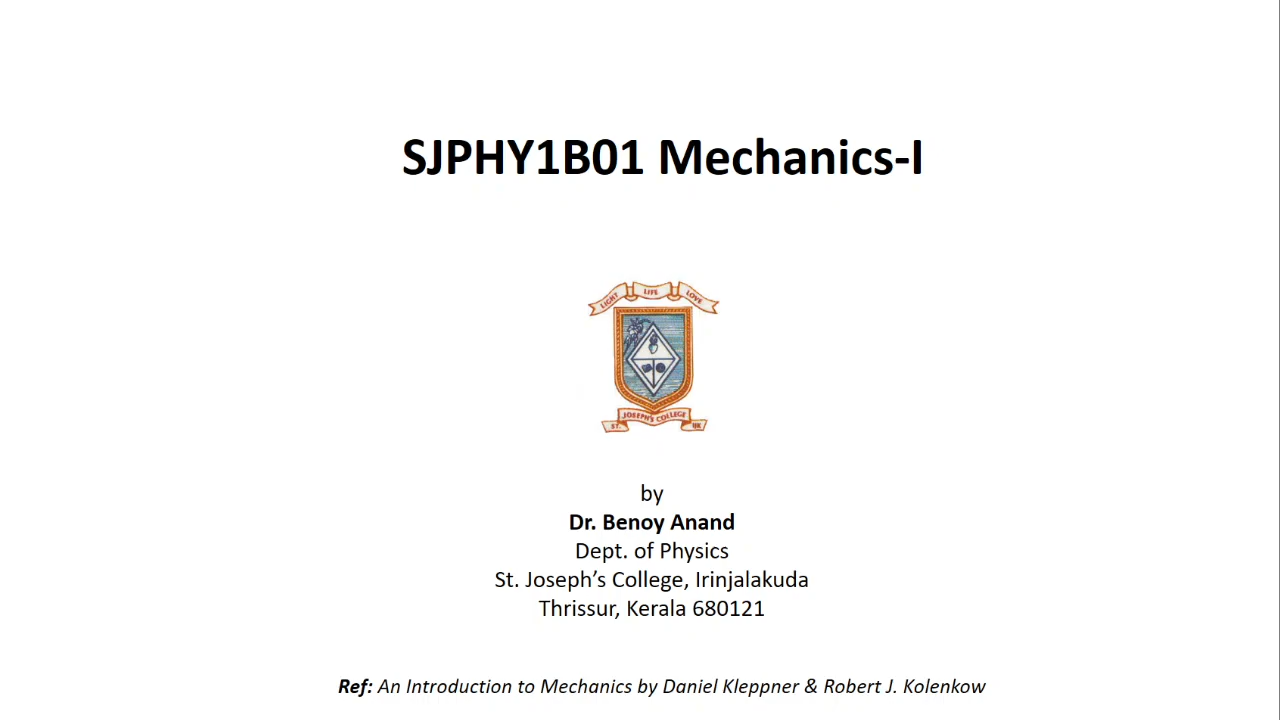 SJPHY1B01 Mechanics-I
LIGHT LIFE LOVE
JOSEPH'S COLLEGE
ST. IJK
by
Dr. Benoy Anand
Dept. of Physics
St. Joseph’s College, Irinjalakuda
Thrissur, Kerala 680121
Ref: An Introduction to Mechanics by Daniel Kleppner & Robert J. Kolenkow